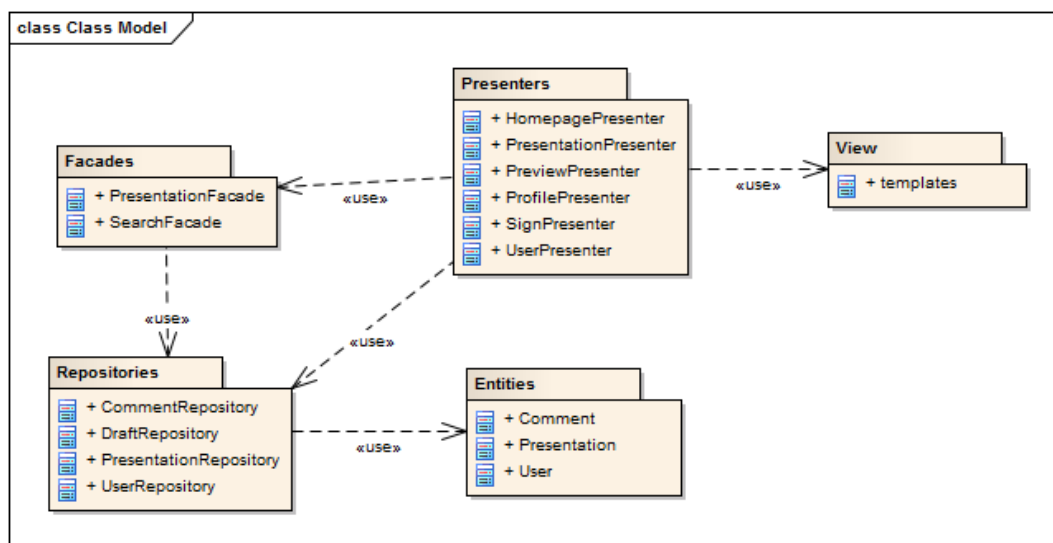 class Class Model
Presenters
+ HomepagePresenter
+ PresentationPresenter
+ PreviewPresenter
+ ProfilePresenter
+ SignPresenter
+ UserPresenter
View
+ templates
Facades
+ PresentationFacade
+ SearchFacade
«use»
«use»
«use»
«use»
Repositories
+ CommentRepository
+ DraftRepository
+ PresentationRepository
+ UserRepository
Entities
+ Comment
+ Presentation
+ User
«use»